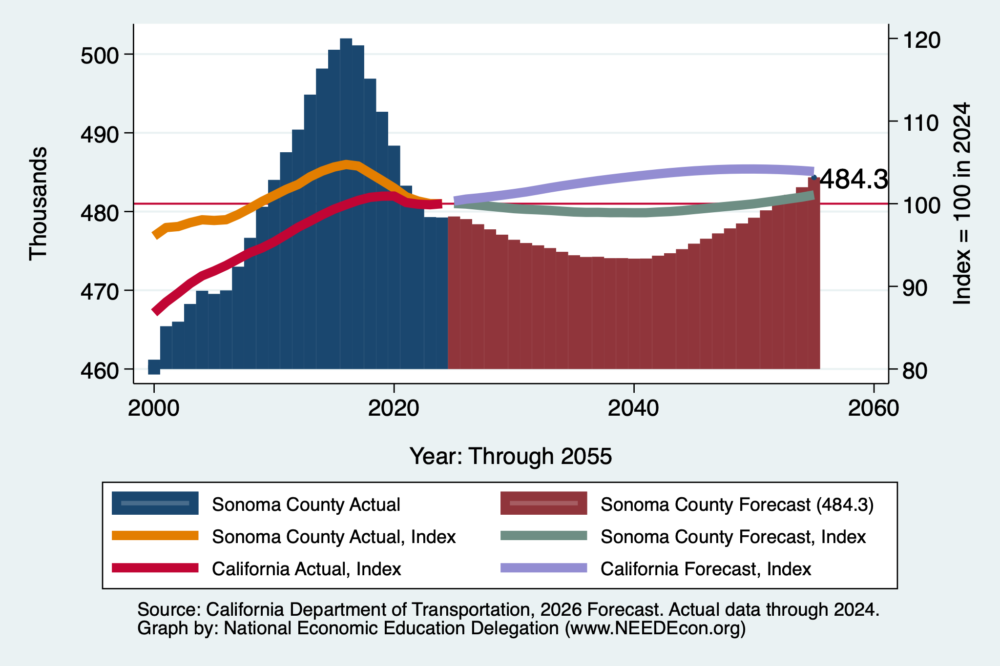 500
490
480
470
460
Thousands
120
110
100
90
80
Index = 100 in 2024
484.3
2000
2020
2040
2060
Year: Through 2055
Sonoma County Actual
Sonoma County Forecast (484.3)
Sonoma County Actual, Index
Sonoma County Forecast, Index
California Actual, Index
California Forecast, Index
Source: California Department of Transportation, 2026 Forecast. Actual data through 2024.
Graph by: National Economic Education Delegation (www.NEEDEcon.org)